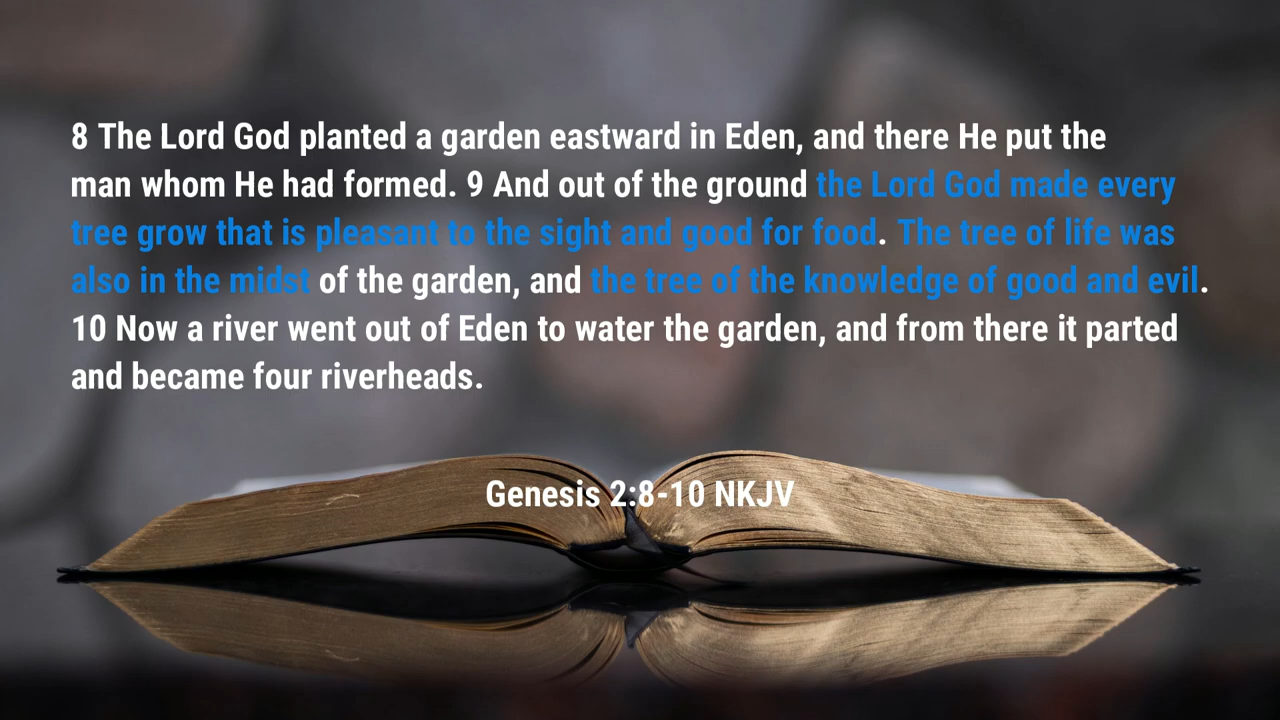 8 The Lord God planted a garden eastward in Eden, and there He put the
man whom He had formed. 9 And out of the ground the Lord God made every
tree grow that is pleasant to the sight and good for food. The tree of life was
also in the midst of the garden, and the tree of the knowledge of good and evil.
10 Now a river went out of Eden to water the garden, and from there it parted
and became four riverheads.
Genesis 2:8-10 NKJV